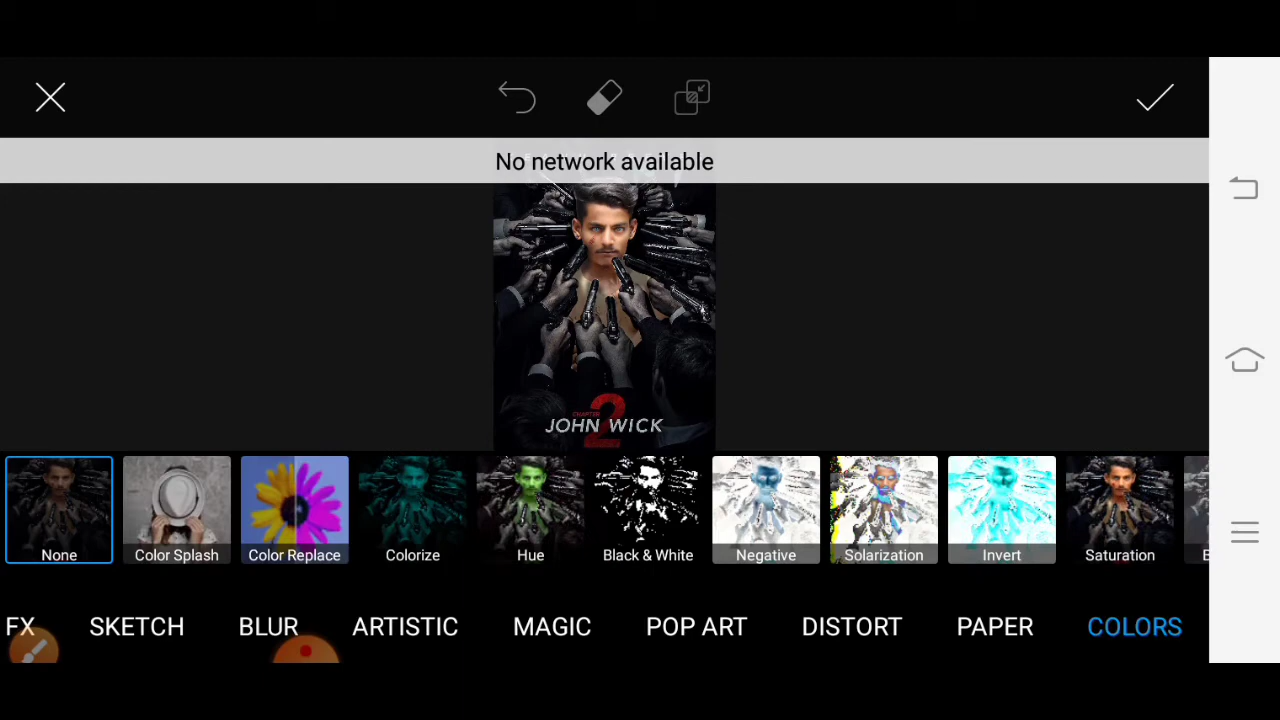 No network available
CHAPTER
2
JOHN WICK
None
Color Splash
Color Replace
Colorize
Hue
Black & White
Negative
Solarization
Invert
Saturation
FX
SKETCH
BLUR
ARTISTIC
MAGIC
POP ART
DISTORT
PAPER
COLORS